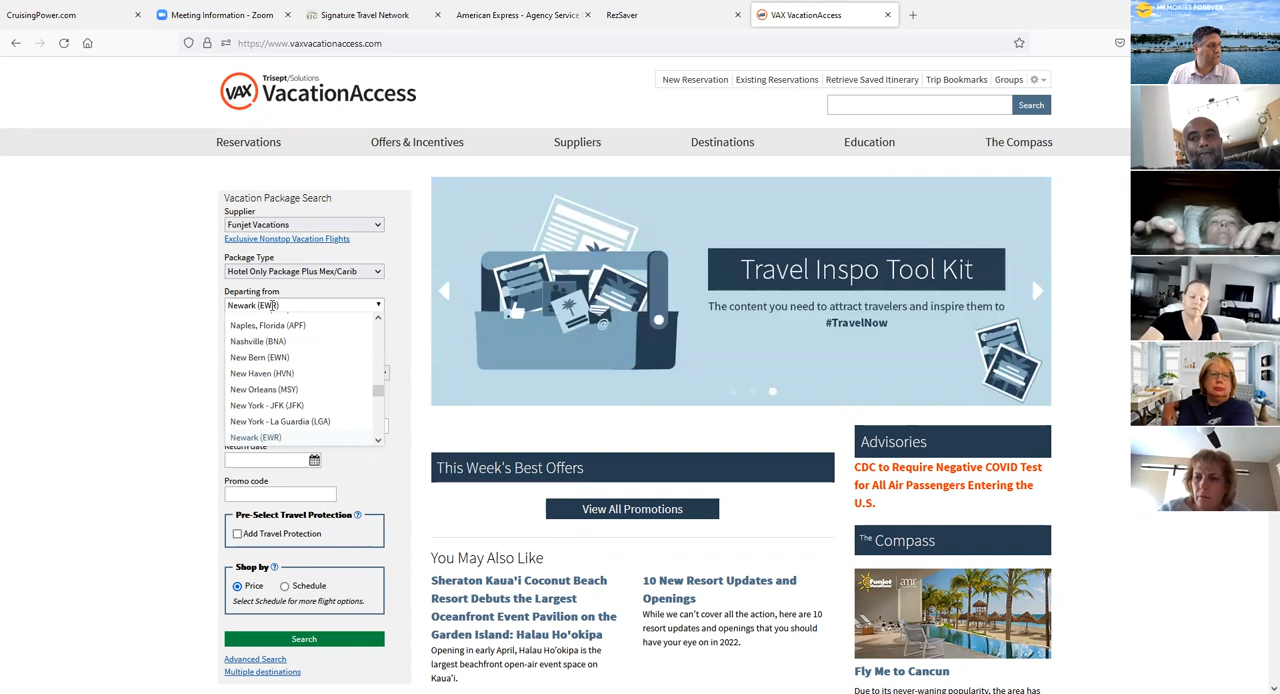 CruisingPower.com
Meeting Information - Zoom
Signature Travel Network
American Express - Agency Service
RezSaver
VAX VacationAccess
https://www.vaxvacationaccess.com
MEMORIES FOREVER
Trisept/Solutions
VAX VacationAccess
New Reservation
Existing Reservations
Retrieve Saved Itinerary
Trip Bookmarks
Groups
Search
Reservations
Offers & Incentives
Suppliers
Destinations
Education
The Compass
Vacation Package Search
Supplier
Funjet Vacations
Exclusive Nonstop Vacation Flights
Package Type
Hotel Only Package Plus Mex/Carib
Departing from
Newark (EWR)
Naples, Florida (APF)
Nashville (BNA)
New Bern (EWN)
New Haven (HVN)
New Orleans (MSY)
New York - JFK (JFK)
New York - La Guardia (LGA)
Newark (EWR)
Return date
Promo code
Pre-Select Travel Protection
Add Travel Protection
Shop by
Price
Schedule
Select Schedule for more flight options.
Search
Advanced Search
Multiple destinations
Travel Inspo Tool Kit
The content you need to attract travelers and inspire them to
#TravelNow
This Week's Best Offers
View All Promotions
You May Also Like
Sheraton Kaua'i Coconut Beach
Resort Debuts the Largest
Oceanfront Event Pavilion on the
Garden Island: Halau Ho'okipa
Opening in early April, Halau Ho'okipa is the
largest beachfront open-air event space on
Kaua'i.
10 New Resort Updates and
Openings
While we can't cover all the action, here are 10
resort updates and openings that you should
have your eye on in 2022.
Advisories
CDC to Require Negative COVID Test
for All Air Passengers Entering the
U.S.
The Compass
Funjet Vacations
amr
Fly Me to Cancun
Due to its never-waning popularity, the area has